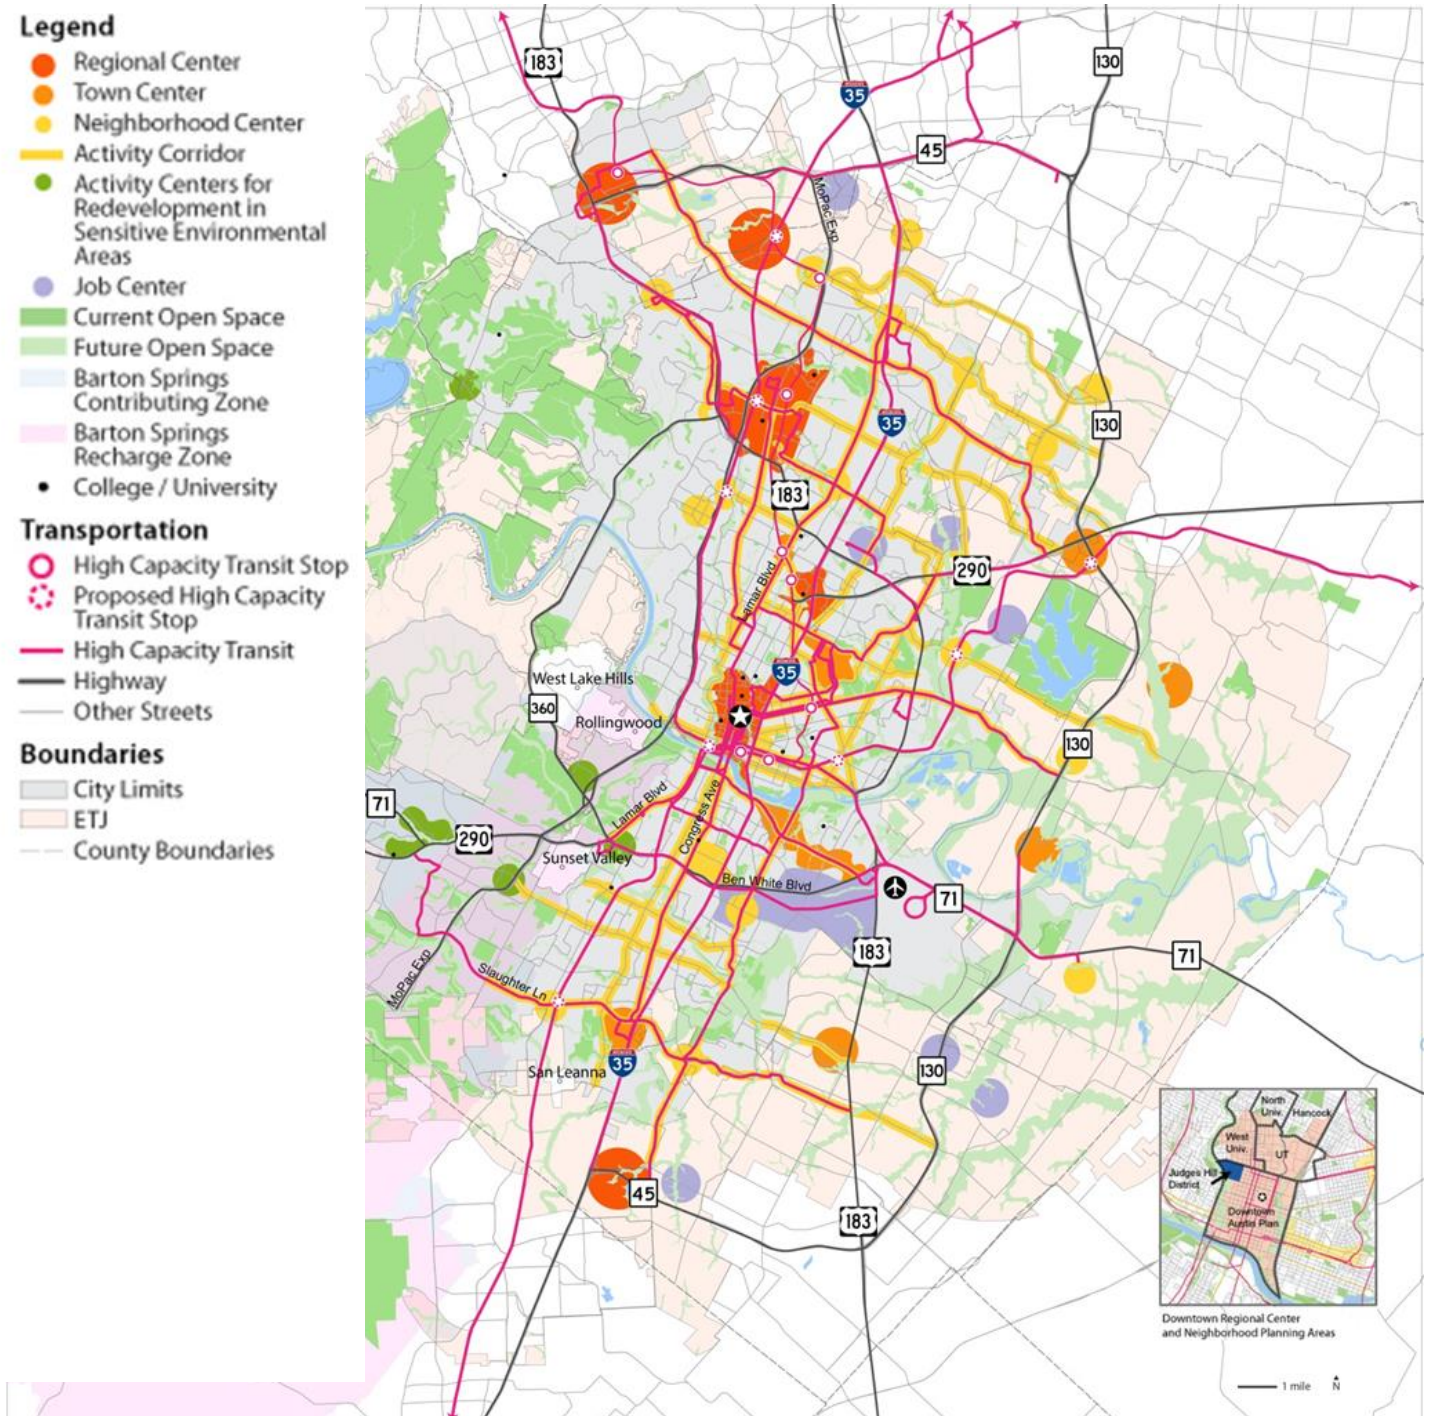 Legend
Regional Center
Town Center
Neighborhood Center
Activity Corridor
Activity Centers for
Redevelopment in
Sensitive Environmental
Areas
Job Center
Current Open Space
Future Open Space
Barton Springs
Contributing Zone
Barton Springs
Recharge Zone
College / University
Transportation
High Capacity Transit Stop
Proposed High Capacity
Transit Stop
High Capacity Transit
Highway
Other Streets
Boundaries
City Limits
ETJ
County Boundaries
183
130
35
45
MoPac Exp
35
130
183
290
Lamar Blvd
35
West Lake Hills
360
Rollingwood
130
71
290
Lamar Blvd
Congress Ave
Sunset Valley
Ben White Blvd
71
183
71
MoPac Exp
Slaughter Ln
35
San Leanna
130
45
183
North
Univ.
Hancock
West
Univ.
UT
Judges Hill
District
Downtown
Austin Plan
Downtown Regional Center
and Neighborhood Planning Areas
1 mile
N